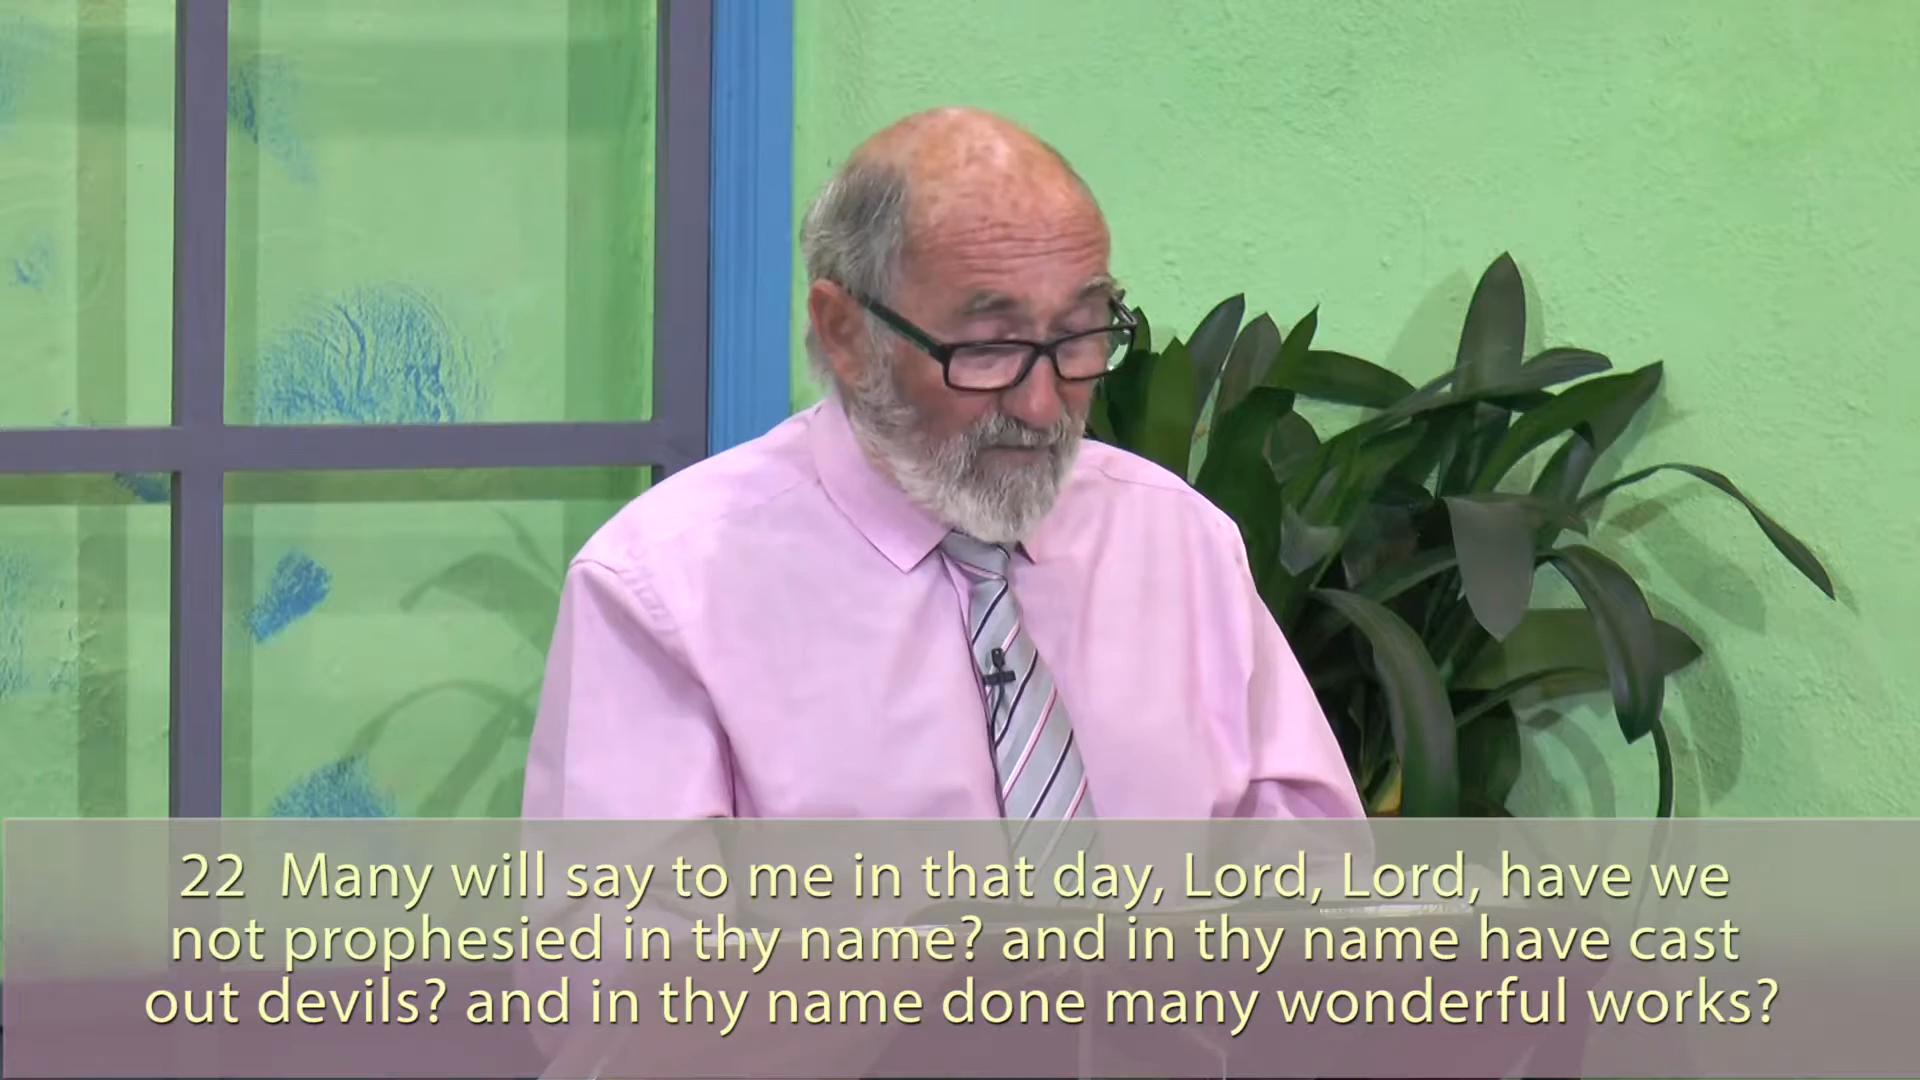 22  Many will say to me in that day, Lord, Lord, have we
not prophesied in thy name? and in thy name have cast
out devils? and in thy name done many wonderful works?